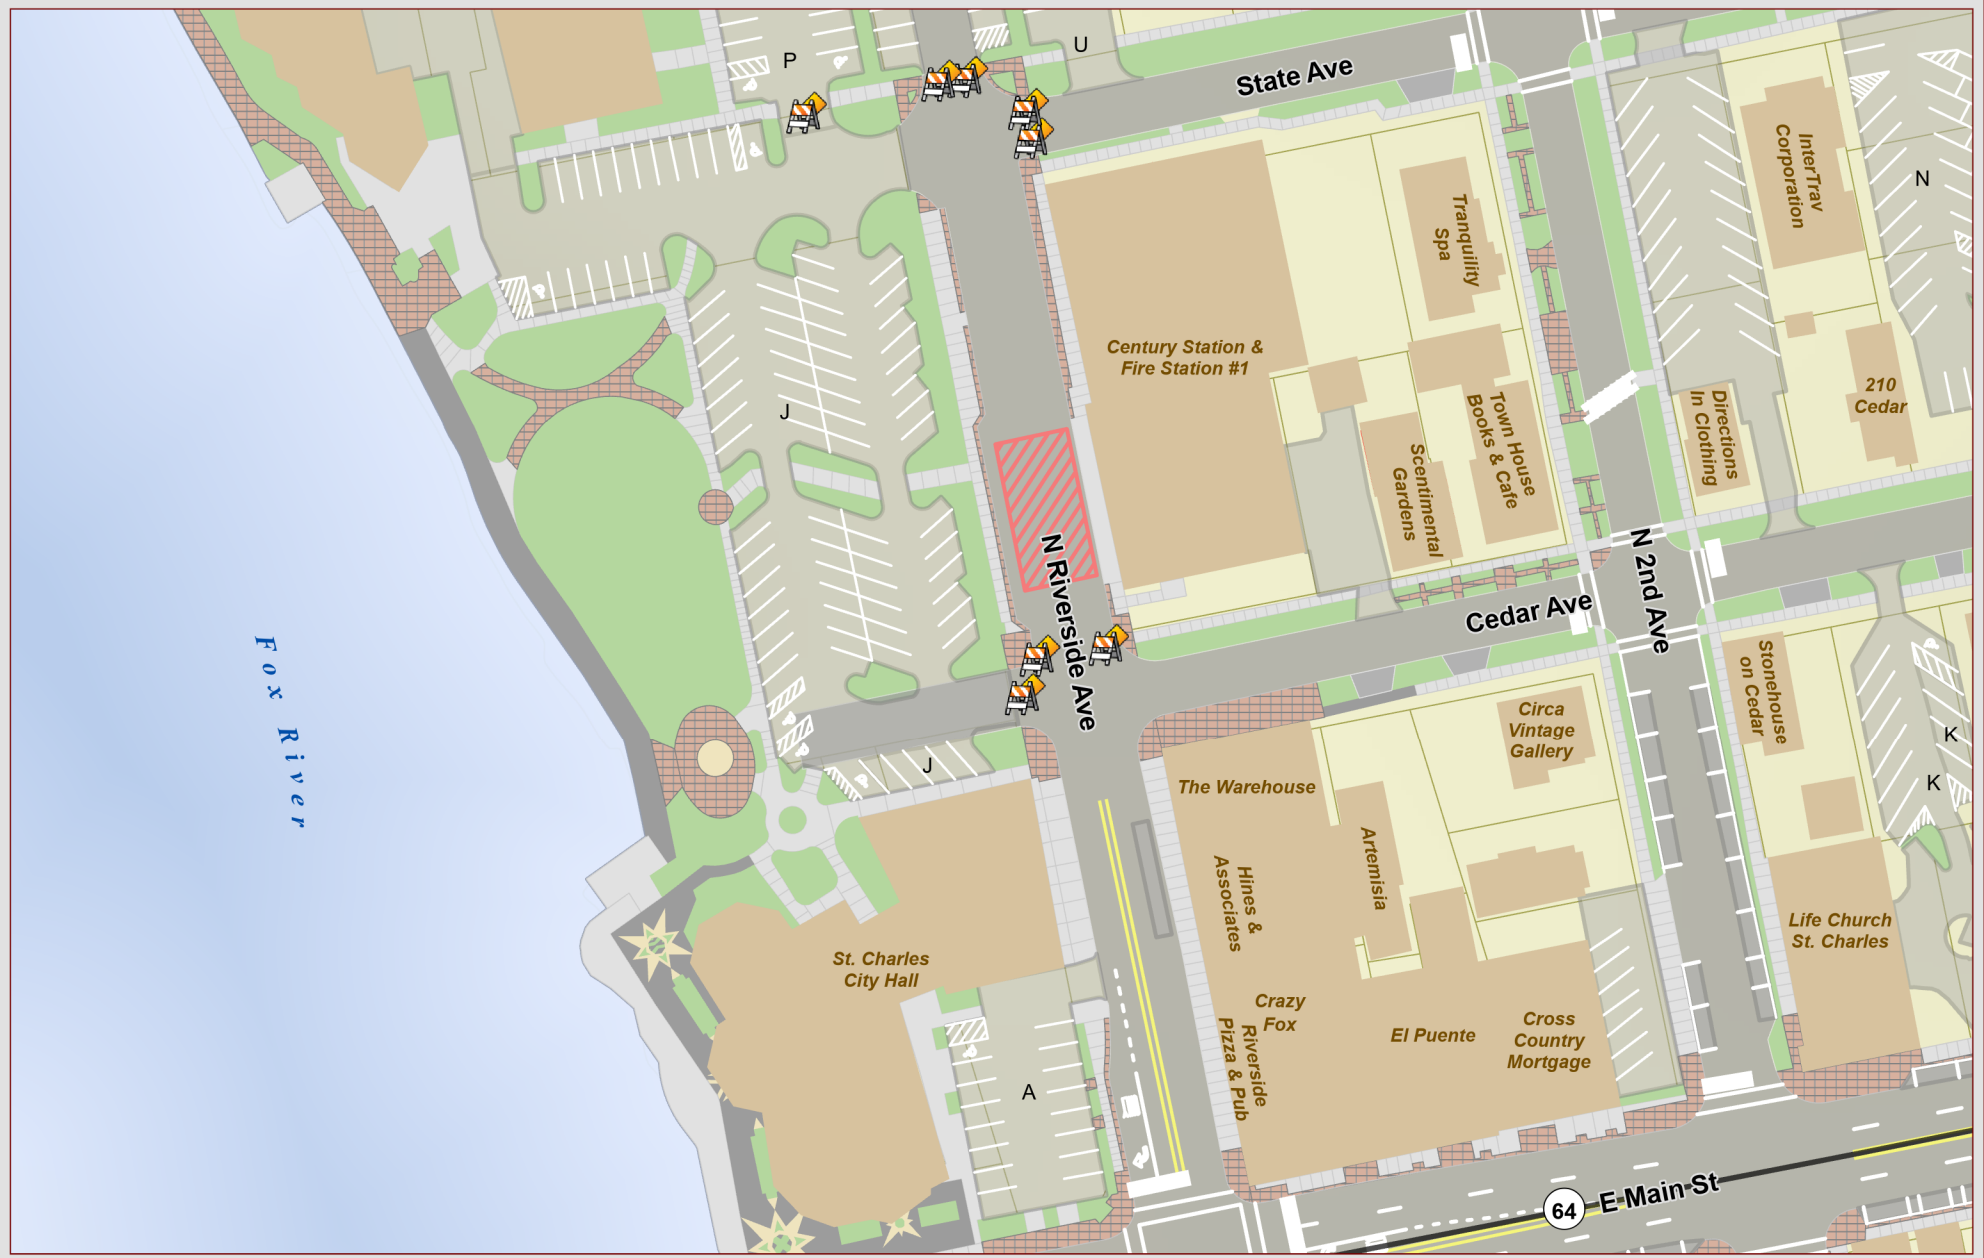 P
U
State Ave
InterTrav
Corporation
N
Tranquility
Spa
Century Station &
Fire Station #1
J
210
Cedar
Directions
In Clothing
Town House
Books & Cafe
Scentimental
Gardens
N Riverside Ave
N 2nd Ave
Cedar Ave
Fox River
Stonehouse
on Cedar
Circa
Vintage
Gallery
K
J
K
The Warehouse
Artemisia
Hines &
Associates
Life Church
St. Charles
St. Charles
City Hall
Crazy
Fox
El Puente
Cross
Country
Mortgage
Riverside
Pizza & Pub
A
64
E Main St